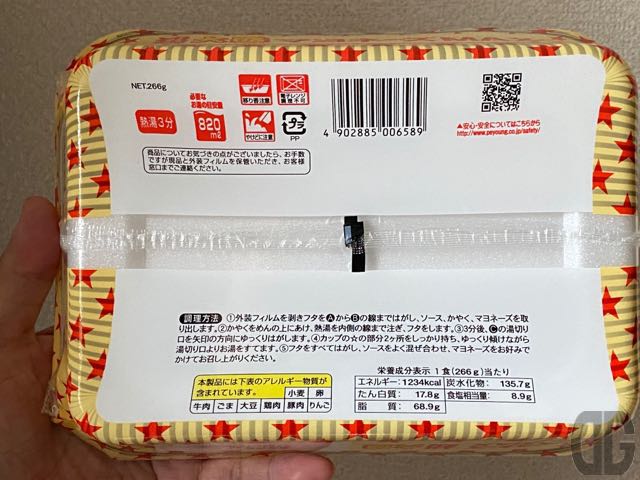 NET.266g
熱湯3分
必要な
お湯の目安量
820
mℓ
移り香注意
電子レンジ
調理不可
やけどに注意
プラ
PP
4 902885 006589
▲安心・安全についてはこちらから
http://www.peyoung.co.jp/safety/
商品についてお気づきの点がございましたら、お手数
ですが現品と外装フィルムを保管いただき、お客様
窓口までご連絡ください。
調理方法 ①外装フィルムを剥きフタをⒶからⒷの線まではがし、ソース、かやく、マヨネーズを取
り出します。②かやくをめんの上にあけ、熱湯を内側の線まで注ぎ、フタをします。③3分後、Ⓒの湯切り
口を矢印の方向にゆっくりはがします。④カップの☆の部分2ヶ所をしっかり持ち、ゆっくり傾けながら
湯切り口よりお湯をすてます。⑤フタをすべてはがし、ソースをよく混ぜ合わせ、マヨネーズをお好みで
かけてお召し上がりください。
本製品には下表のアレルギー物質が
含まれています。 小麦 卵
牛肉 ごま 大豆 鶏肉 豚肉 りんご
栄養成分表示 1食(266g)当たり
エネルギー:1234kcal 炭水化物: 135.7g
たん白質: 17.8g 食塩相当量: 8.9g
脂 質: 68.9g
DG